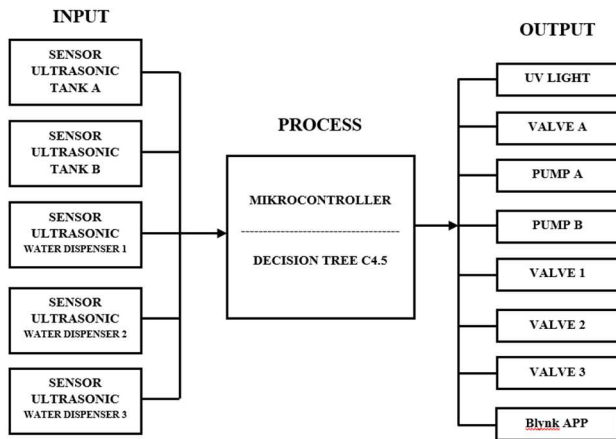 INPUT
SENSOR
ULTRASONIC
TANK A
SENSOR
ULTRASONIC
TANK B
SENSOR
ULTRASONIC
WATER DISPENSER 1
SENSOR
ULTRASONIC
WATER DISPENSER 2
SENSOR
ULTRASONIC
WATER DISPENSER 3
PROCESS
MIKROCONTROLLER
DECISION TREE C4.5
OUTPUT
UV LIGHT
VALVE A
PUMP A
PUMP B
VALVE 1
VALVE 2
VALVE 3
Blynk APP